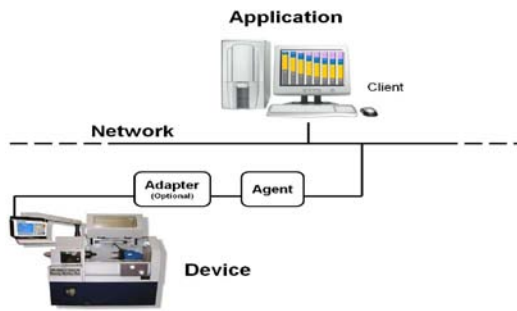 Application
Client
Network
Adapter
(Optional)
Agent
Device